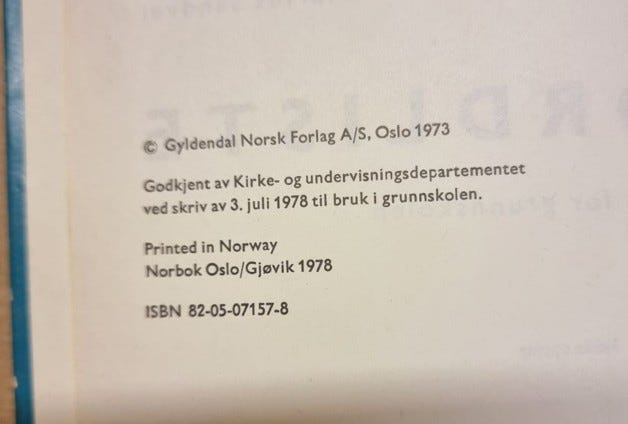 © Gyldendal Norsk Forlag A/S, Oslo 1973
Godkjent av Kirke- og undervisningsdepartementet
ved skriv av 3. juli 1978 til bruk i grunnskolen.
Printed in Norway
Norbok Oslo/Gjøvik 1978
ISBN 82-05-07157-8